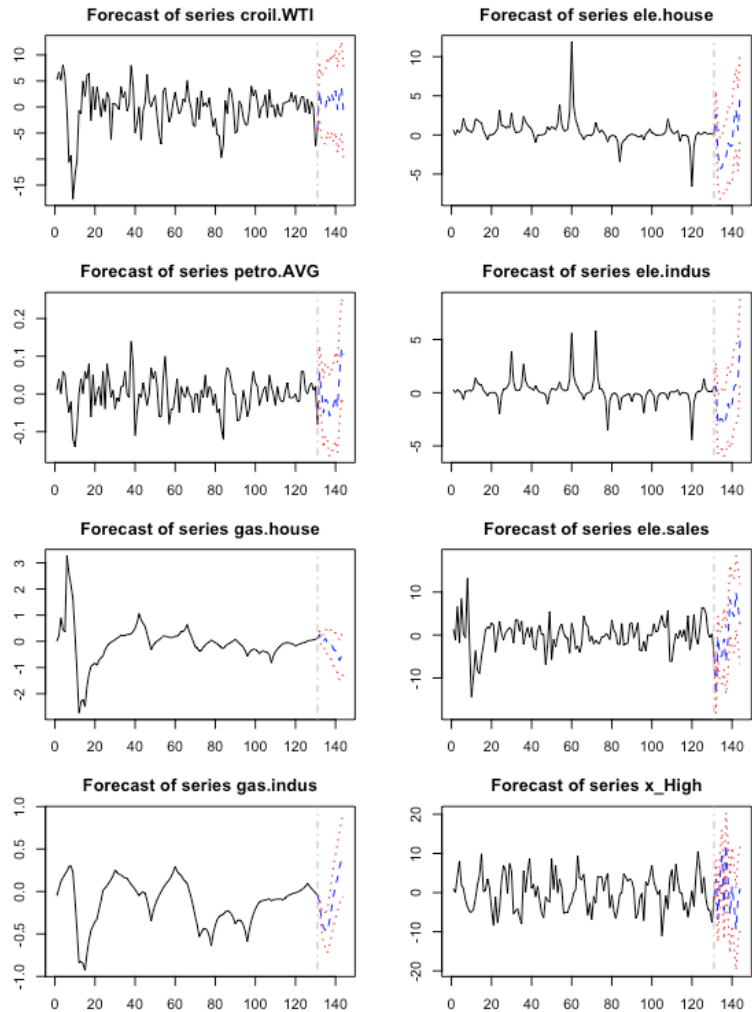 Forecast of series croil.WTI
10
5
0
-5
-15
0 20 40 60 80 100 120 140
Forecast of series ele.house
10
5
0
-5
0 20 40 60 80 100 120 140
Forecast of series petro.AVG
0.2
0.1
0.0
-0.1
0 20 40 60 80 100 120 140
Forecast of series ele.indus
5
0
-5
0 20 40 60 80 100 120 140
Forecast of series gas.house
3
2
1
0
-1
-2
0 20 40 60 80 100 120 140
Forecast of series ele.sales
10
0
-10
0 20 40 60 80 100 120 140
Forecast of series gas.indus
1.0
0.5
0.0
-0.5
-1.0
0 20 40 60 80 100 120 140
Forecast of series x_High
20
10
0
-10
-20
0 20 40 60 80 100 120 140